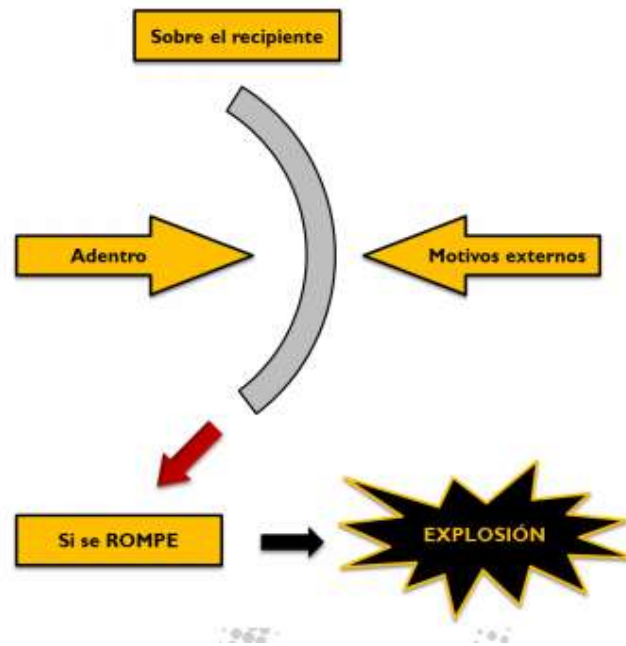 Sobre el recipiente
Adentro
Motivos externos
Si se ROMPE
EXPLOSIÓN